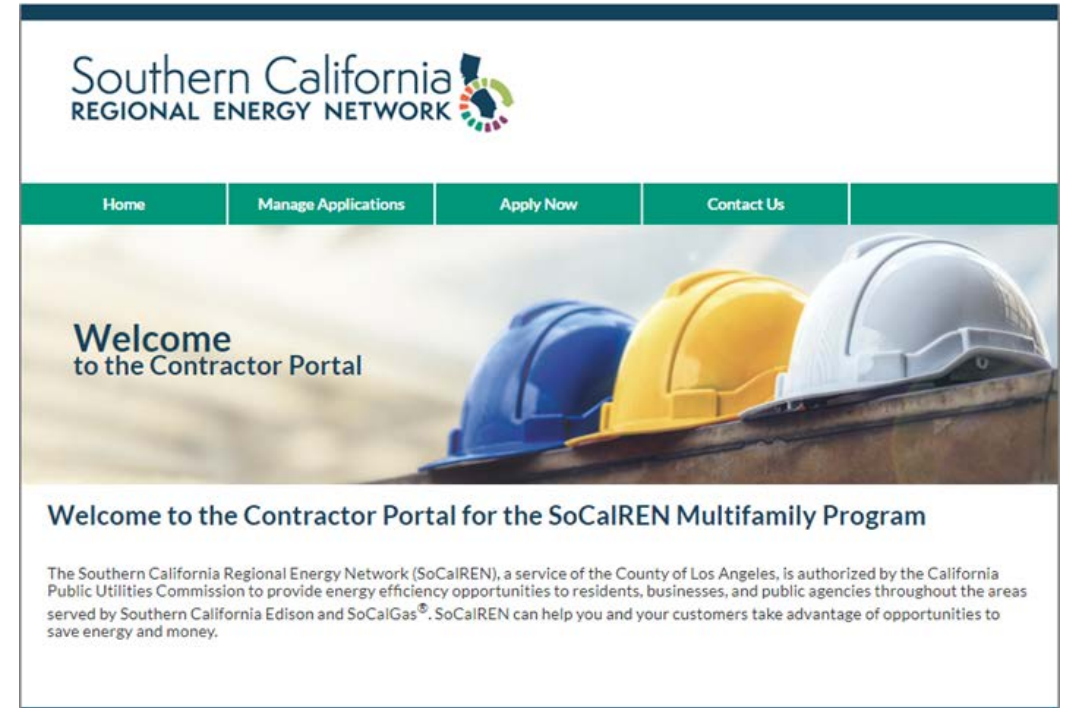 Southern California
REGIONAL ENERGY NETWORK
Home
Manage Applications
Apply Now
Contact Us
Welcome
to the Contractor Portal
Welcome to the Contractor Portal for the SoCalREN Multifamily Program
The Southern California Regional Energy Network (SoCalREN), a service of the County of Los Angeles, is authorized by the California
Public Utilities Commission to provide energy efficiency opportunities to residents, businesses, and public agencies throughout the areas
served by Southern California Edison and SoCalGas®. SoCalREN can help you and your customers take advantage of opportunities to
save energy and money.